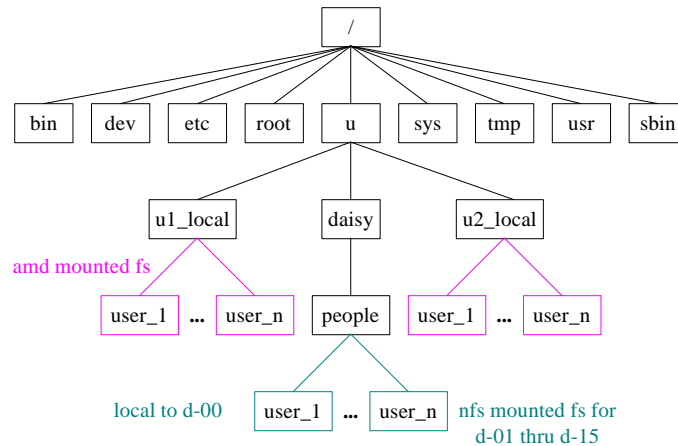 /
bin dev etc root u sys tmp usr sbin
u1_local daisy u2_local
amd mounted fs
user_1 ... user_n people user_1 ... user_n
local to d-00 user_1 ... user_n nfs mounted fs for
d-01 thru d-15